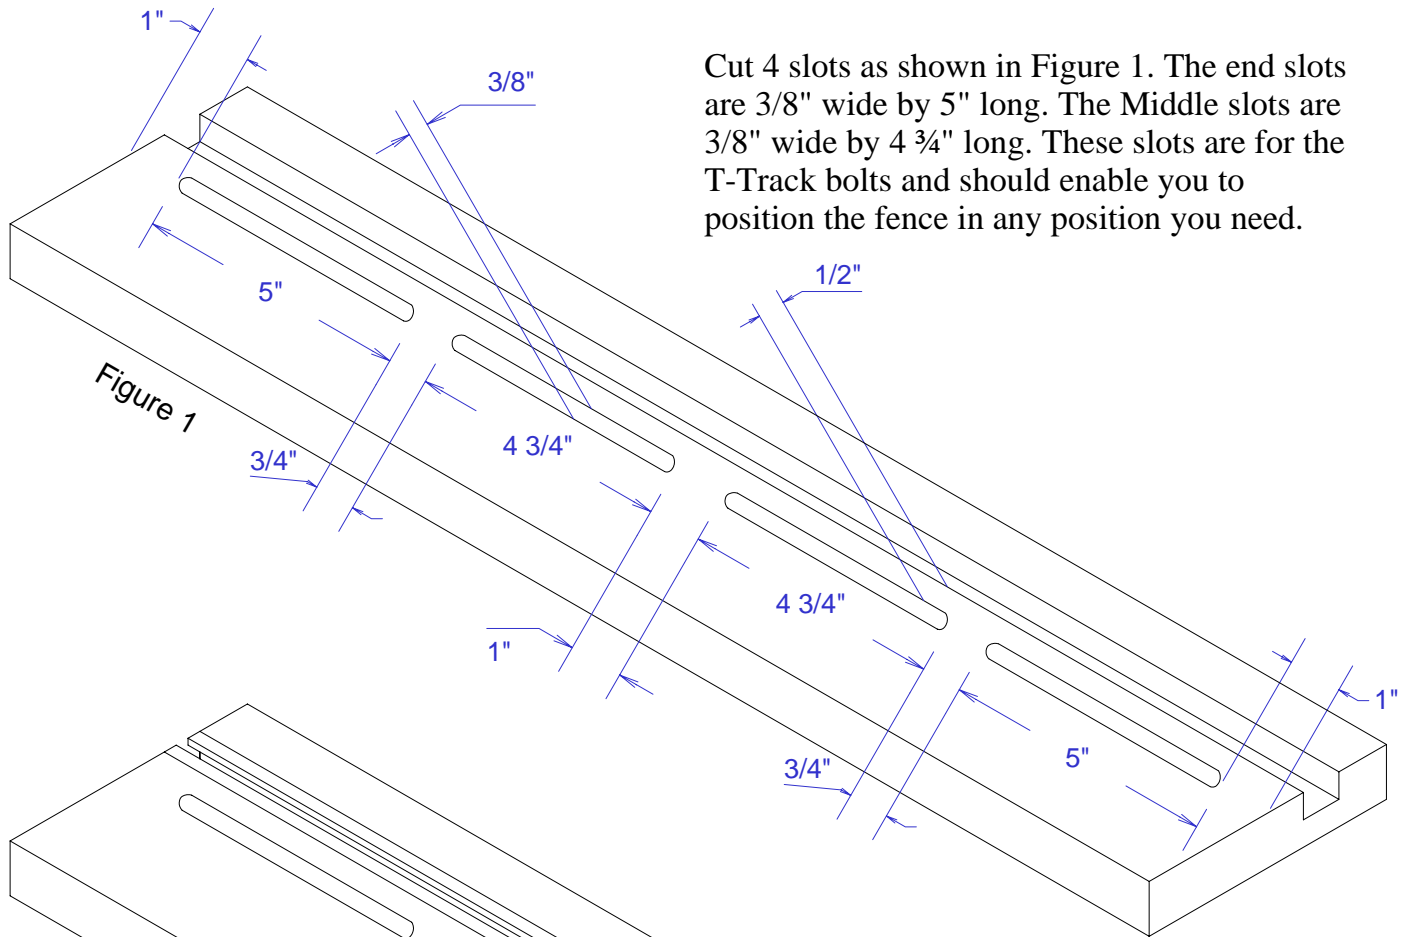 1"
3/8"
Cut 4 slots as shown in Figure 1. The end slots
are 3/8" wide by 5" long. The Middle slots are
3/8" wide by 4 ¾" long. These slots are for the
T-Track bolts and should enable you to
position the fence in any position you need.
1/2"
5"
Figure 1
4 3/4"
3/4"
4 3/4"
1"
1"
5"
3/4"